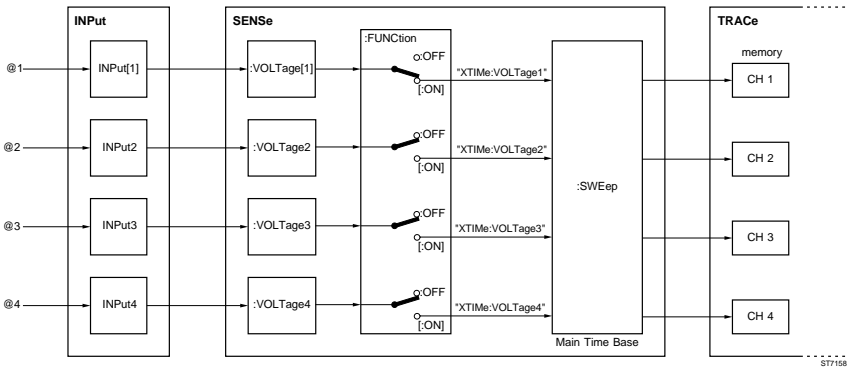 INPut
SENSe
TRACe
:FUNCtion
memory
@1
INPut[1]
:VOLTage[1]
:OFF
[:ON]
"XTIMe:VOLTage1"
CH 1
@2
INPut2
:VOLTage2
:OFF
[:ON]
"XTIMe:VOLTage2"
CH 2
:SWEep
@3
INPut3
:VOLTage3
:OFF
[:ON]
"XTIMe:VOLTage3"
CH 3
@4
INPut4
:VOLTage4
:OFF
[:ON]
"XTIMe:VOLTage4"
CH 4
Main Time Base
ST7158